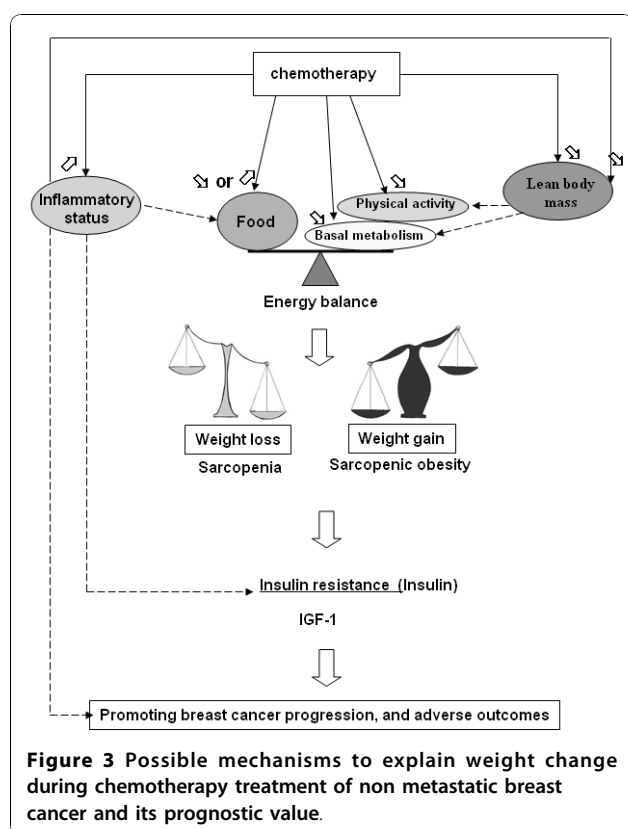 chemotherapy
Inflammatory
status
or
Food
Physical activity
Basal metabolism
Lean body
mass
Energy balance
Weight loss
Sarcopenia
Weight gain
Sarcopenic obesity
Insulin resistance (Insulin)
IGF-1
Promoting breast cancer progression, and adverse outcomes
Figure 3 Possible mechanisms to explain weight change
during chemotherapy treatment of non metastatic breast
cancer and its prognostic value.